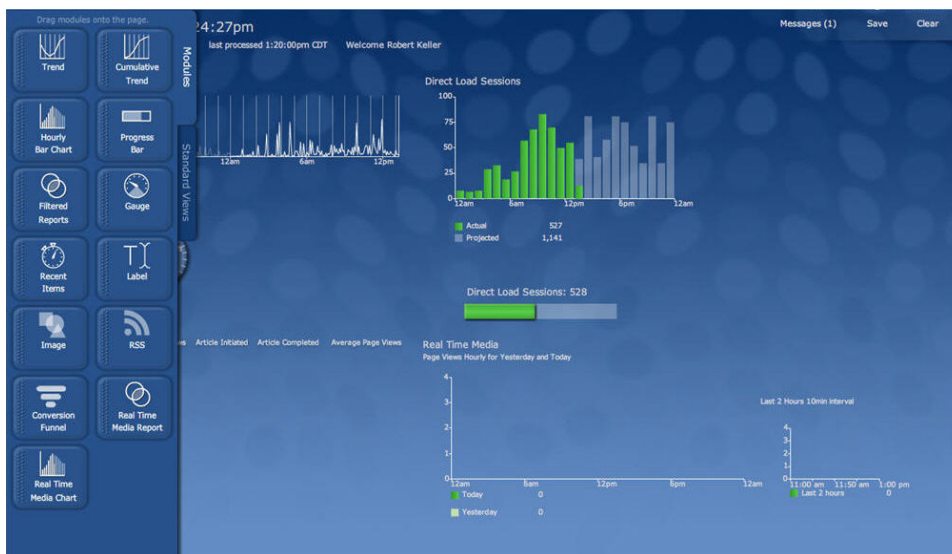 Drag modules onto the page.
24:27pm
last processed 1:20:00pm CDT
Welcome Robert Keller
Messages (1)
Save
Clear
Modules
Standard Views
Trend
Cumulative
Trend
Hourly
Bar Chart
Progress
Bar
Filtered
Reports
Gauge
Recent
Items
Label
Image
RSS
Conversion
Funnel
Real Time
Media Report
Real Time
Media Chart
12am 6am 12pm
Direct Load Sessions
100
75
50
25
0
12am 6am 12pm 6pm 12am
Actual 527
Projected 1,141
Direct Load Sessions: 528
Article Initiated Article Completed Average Page Views
Real Time Media
Page Views Hourly for Yesterday and Today
4
3
2
1
0
12am 6am 12pm 6pm 12am
Today 0
Yesterday 0
Last 2 Hours 10min interval
4
3
2
1
0
11:00 am 11:50 am 1:00 pm
Last 2 hours 0